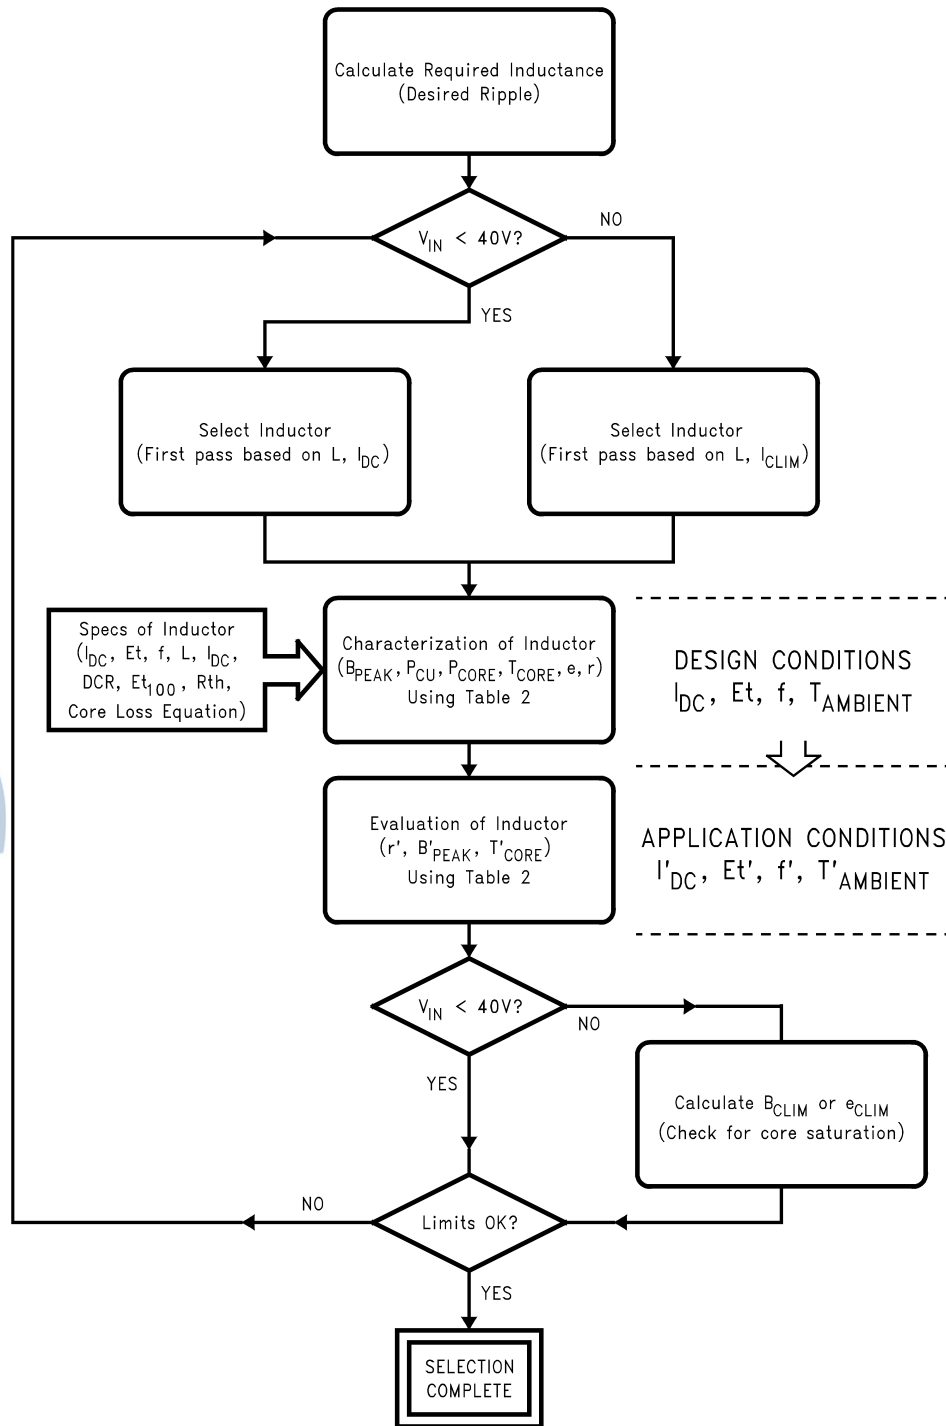 Calculate Required Inductance
(Desired Ripple)
V_IN < 40V?
NO
YES
Select Inductor
(First pass based on L, I_DC)
Select Inductor
(First pass based on L, I_CLIM)
Specs of Inductor
(I_DC, Et, f, L, I_DC,
DCR, Et_100, Rth,
Core Loss Equation)
Characterization of Inductor
(B_PEAK, P_CU, P_CORE, T_CORE, e, r)
Using Table 2
DESIGN CONDITIONS
I_DC, Et, f, T_AMBIENT
Evaluation of Inductor
(r', B'_PEAK, T'_CORE)
Using Table 2
APPLICATION CONDITIONS
I'_DC, Et', f', T'_AMBIENT
V_IN < 40V?
NO
YES
Calculate B_CLIM or e_CLIM
(Check for core saturation)
Limits OK?
NO
YES
SELECTION
COMPLETE